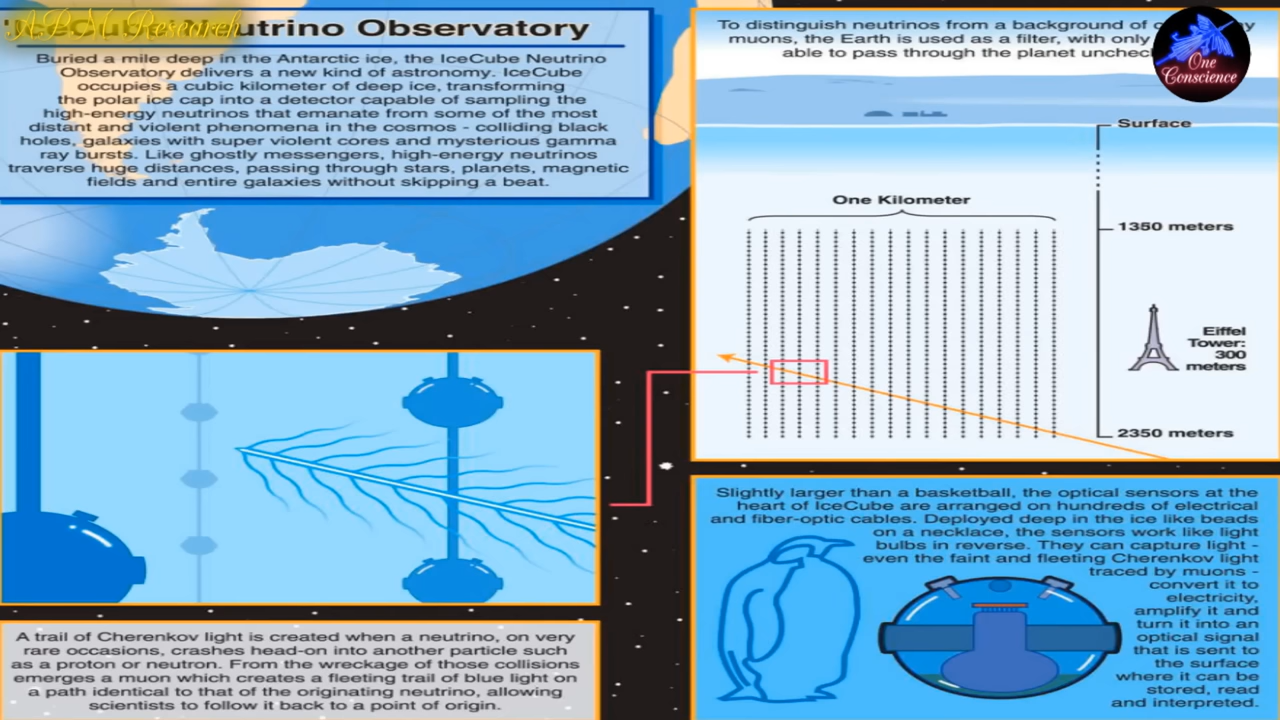 A.P.M Research
utrino Observatory
Buried a mile deep in the Antarctic ice, the IceCube Neutrino
Observatory delivers a new kind of astronomy. IceCube
occupies a cubic kilometer of deep ice, transforming
the polar ice cap into a detector capable of sampling the
high-energy neutrinos that emanate from some of the most
distant and violent phenomena in the cosmos - colliding black
holes, galaxies with super violent cores and mysterious gamma
ray bursts. Like ghostly messengers, high-energy neutrinos
traverse huge distances, passing through stars, planets, magnetic
fields and entire galaxies without skipping a beat.
To distinguish neutrinos from a background of
muons, the Earth is used as a filter, with only
able to pass through the planet
One
Conscience
Surface
One Kilometer
1350 meters
Eiffel
Tower:
300
meters
2350 meters
A trail of Cherenkov light is created when a neutrino, on very
rare occasions, crashes head-on into another particle such
as a proton or neutron. From the wreckage of those collisions
emerges a muon which creates a fleeting trail of blue light on
a path identical to that of the originating neutrino, allowing
scientists to follow it back to a point of origin.
Slightly larger than a basketball, the optical sensors at the
heart of IceCube are arranged on hundreds of electrical
and fiber-optic cables. Deployed deep in the ice like beads
on a necklace, the sensors work like light
bulbs in reverse. They can capture light -
even the faint and fleeting Cherenkov light
traced by muons -
convert it to
electricity,
amplify it and
turn it into an
optical signal
that is sent to
the surface
where it can be
stored, read
and interpreted.